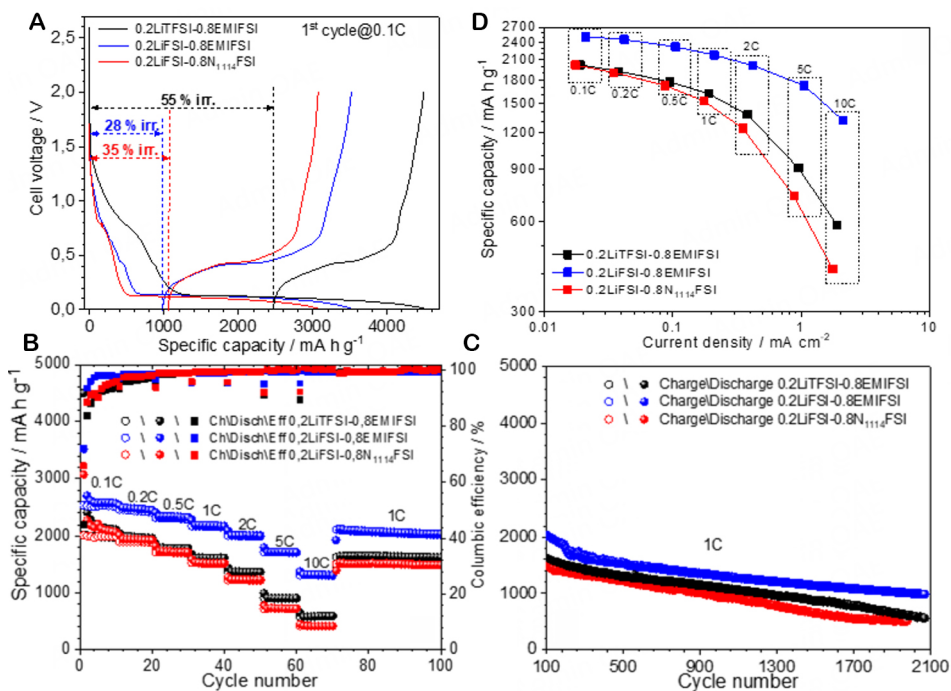 A
2,5
2,0
1,5
1,0
0,5
0,0
Cell voltage / V
0.2LiTFSI-0.8EMIFSI
0.2LiFSI-0.8EMIFSI
0.2LiFSI-0.8N1114FSI
1st cycle@0.1C
55 % irr.
28 % irr.
35 % irr.
0 1000 2000 3000 4000
Specific capacity / mA h g-1
D
2700
2400
2100
1800
1500
1200
900
600
300
Specific capacity / mA h g-1
0.1C
0.2C
0.5C
1C
2C
5C
10C
0.2LiTFSI-0.8EMIFSI
0.2LiFSI-0.8EMIFSI
0.2LiFSI-0.8N1114FSI
0.01 0.1 1 10
Current density / mA cm-2
B
5000
4000
3000
2000
1000
0
Specific capacity / mAh g-1
100
80
60
40
20
0
Columbic efficiency / %
\ \ Ch\Disch\Eff 0,2LiTFSI-0,8EMIFSI
\ \ Ch\Disch\Eff 0,2LiFSI-0,8EMIFSI
\ \ Ch\Disch\Eff 0,2LiFSI-0,8N1114FSI
0.1C
0.2C
0.5C
1C
2C
5C
10C
1C
0 20 40 60 80 100
Cycle number
C
5000
4000
3000
2000
1000
0
\ Charge\Discharge 0.2LiTFSI-0.8EMIFSI
\ Charge\Discharge 0.2LiFSI-0.8EMIFSI
\ Charge\Discharge 0.2LiFSI-0.8N1114FSI
1C
100 500 900 1300 1700 2100
Cycle number